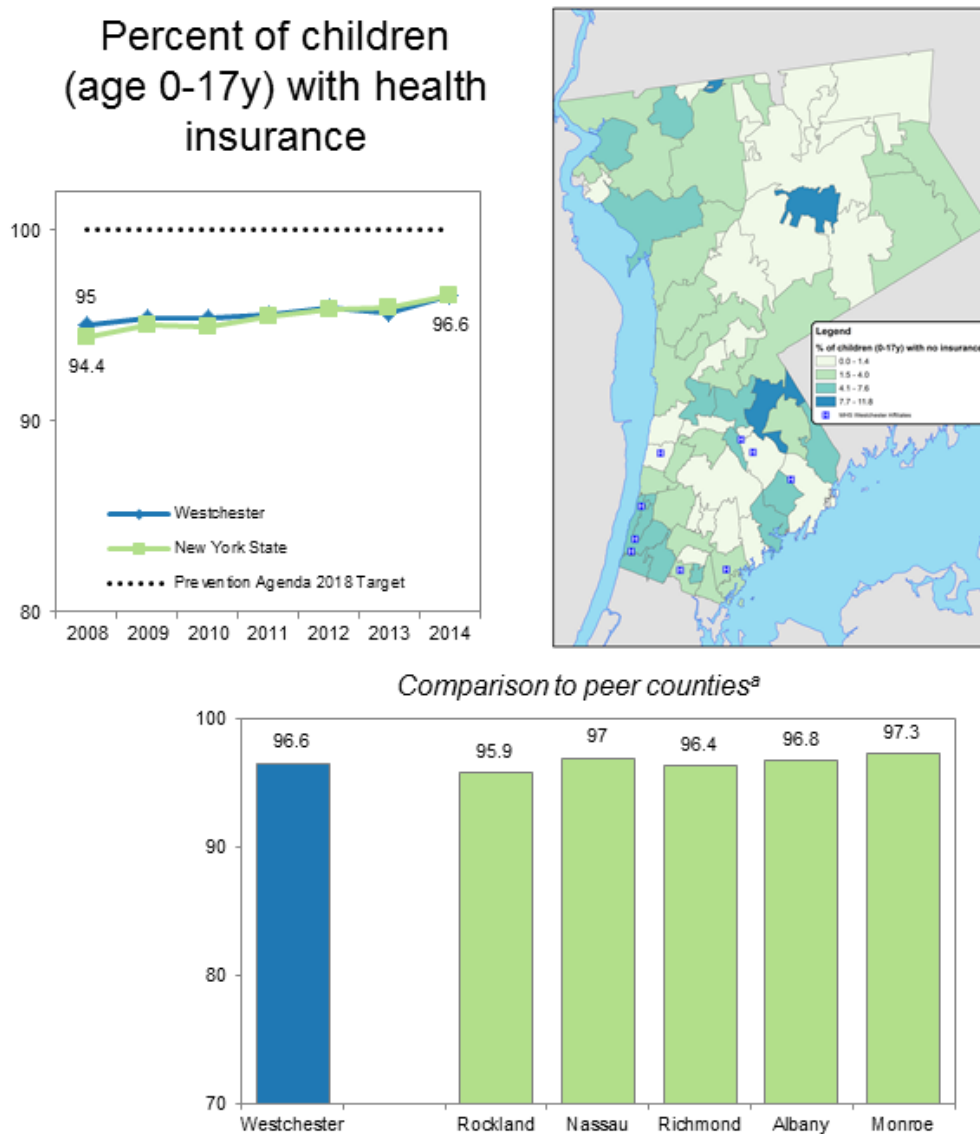 Percent of children
(age 0-17y) with health
insurance
100
90
80
95
94.4
96.6
Westchester
New York State
Prevention Agenda 2018 Target
2008 2009 2010 2011 2012 2013 2014
Legend
% of children (0-17y) with no insurance
0.0 - 1.4
1.5 - 4.0
4.1 - 7.6
7.7 - 11.8
H WHS Westchester Affiliates
H
H
H
H
H
H
H
H
H
Comparison to peer countiesª
100
90
80
70
96.6 95.9 97 96.4 96.8 97.3
Westchester Rockland Nassau Richmond Albany Monroe